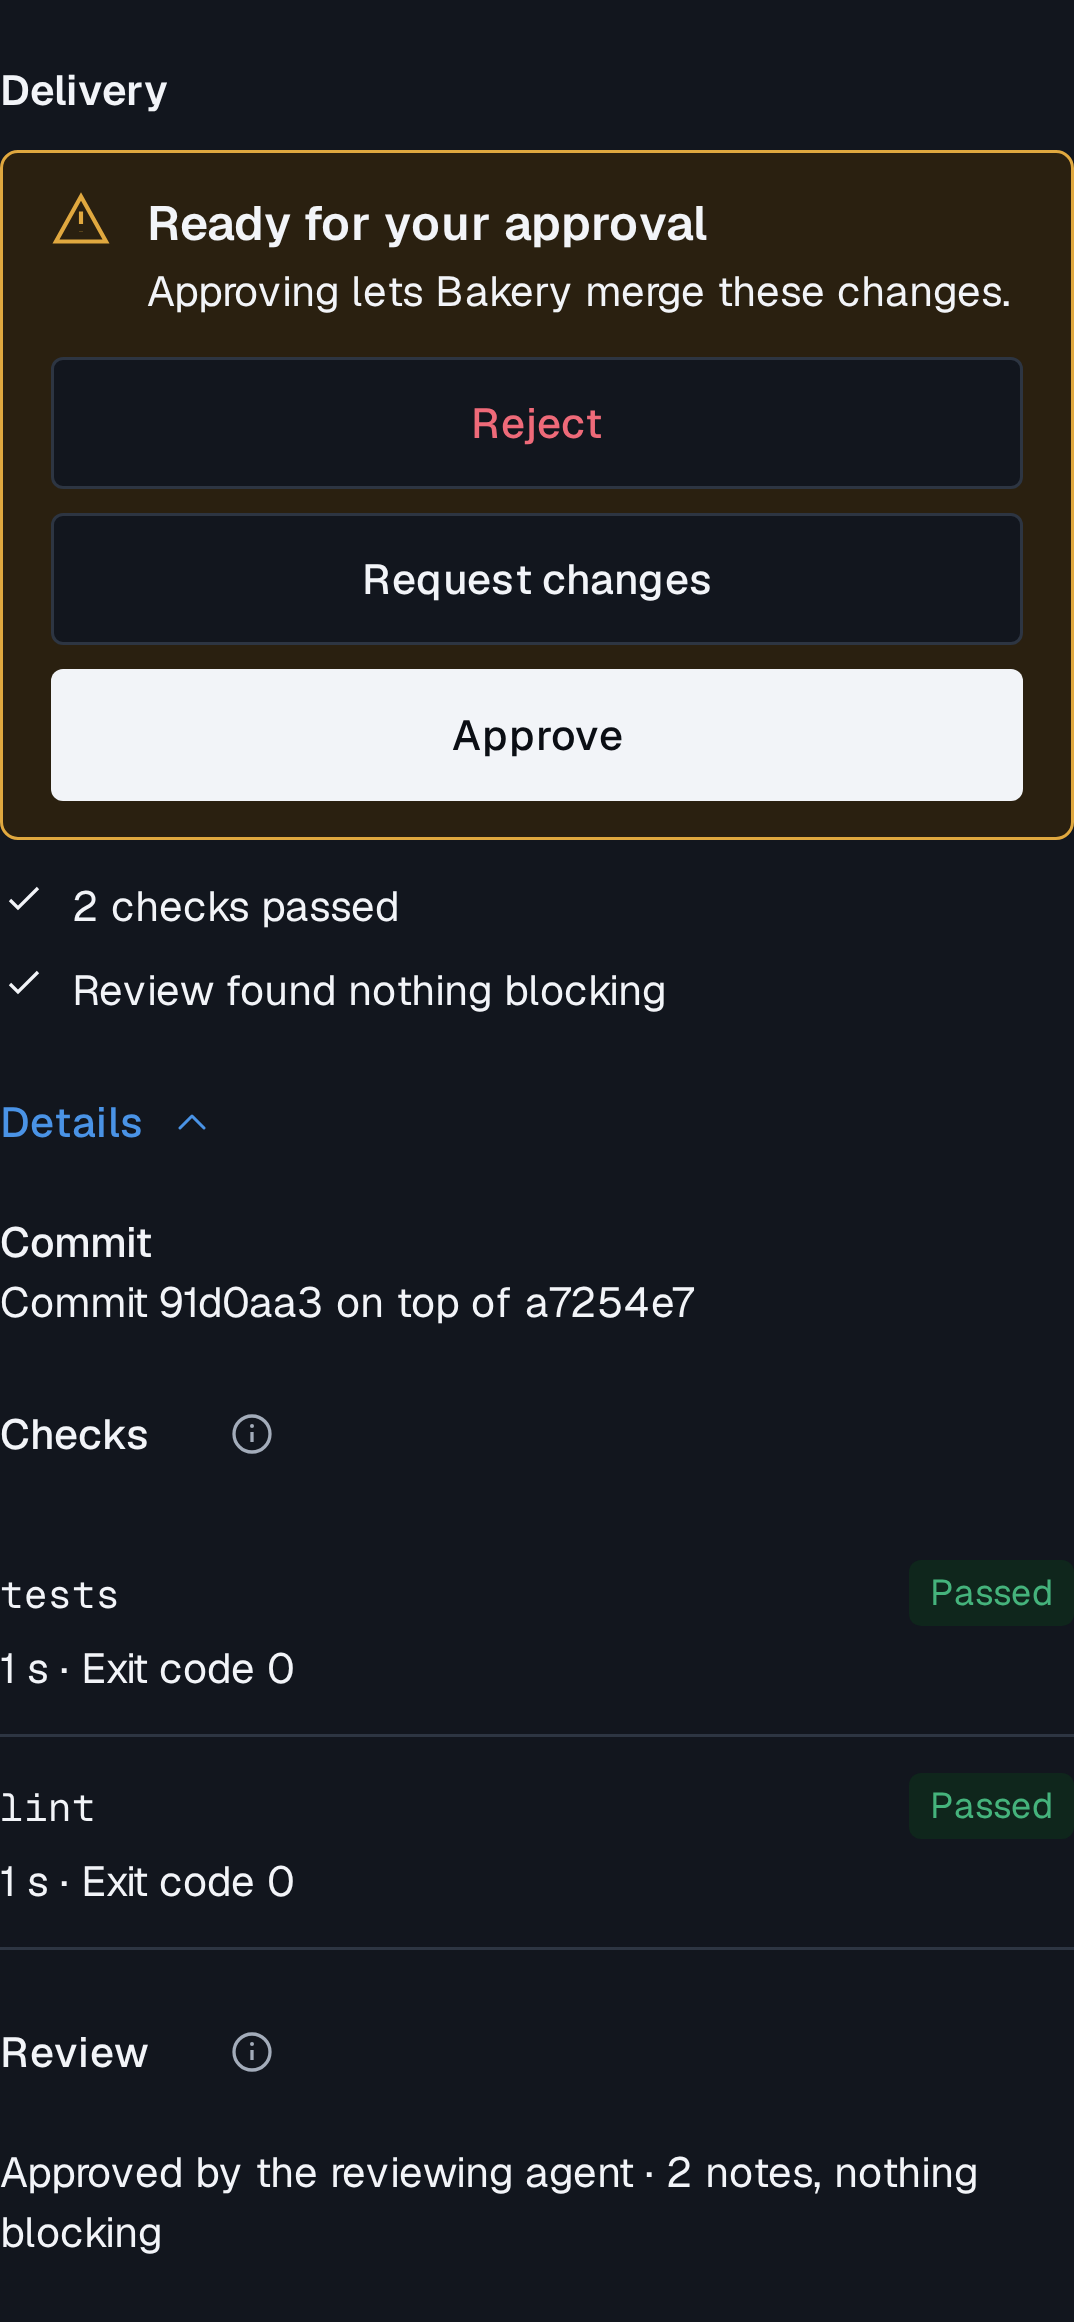 Delivery
Ready for your approval
Approving lets Bakery merge these changes.
Reject
Request changes
Approve
2 checks passed
Review found nothing blocking
Details
Commit
Commit 91d0aa3 on top of a7254e7
Checks
tests
Passed
1 s · Exit code 0
lint
Passed
1 s · Exit code 0
Review
Approved by the reviewing agent · 2 notes, nothing
blocking